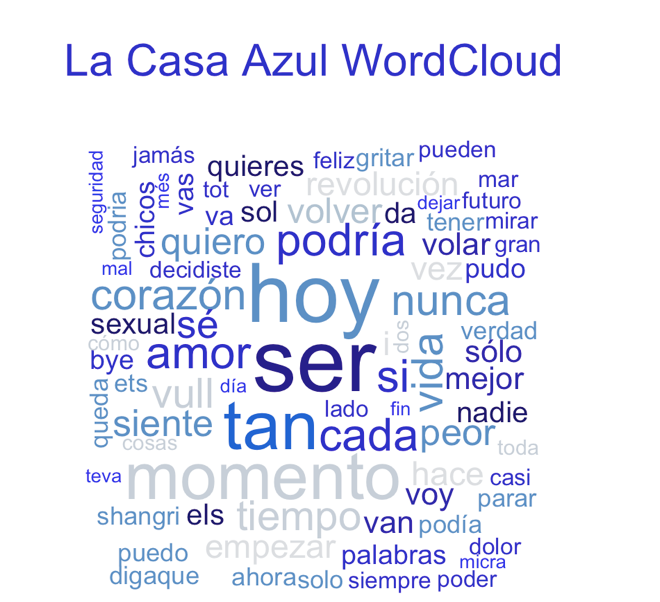 La Casa Azul WordCloud
seguridad
jamás
quieres
feliz
gritar
pueden
podria
chicos
més
vas
tot
ver
revolución
mar
va
sol
volver
da
dejar
futuro
tener
mirar
quiero
podría
volar
gran
mal
decidiste
hoy
vez
pudo
corazón
nunca
sexual
sé
cómo
ser
i
dos
vida
verdad
bye
amor
si
sólo
mejor
queda
ets
vull
día
lado
fin
nadie
siente
tan
cada
peor
cosas
toda
teva
momento
hace
casi
voy
parar
shangri
els
tiempo
van
podía
empezar
palabras
dolor
micra
puedo
digaque
ahora
solo
siempre
poder